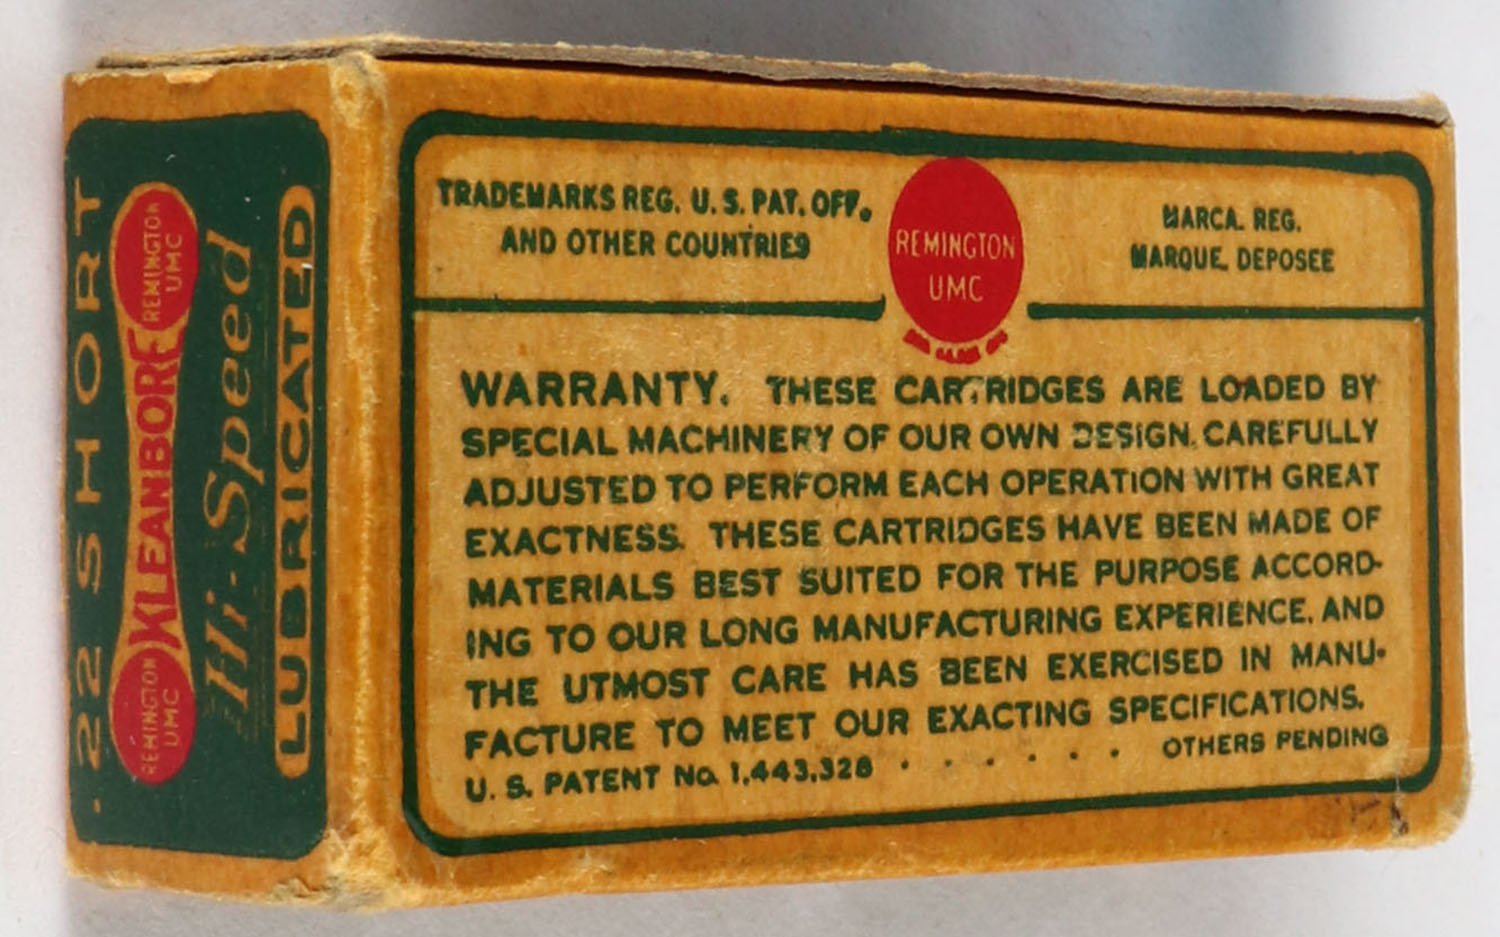 .22 SHORT
REMINGTON
UMC
KLEANBORE
REMINGTON
UMC
Hi-Speed
LUBRICATED
TRADEMARKS REG. U. S. PAT. OFF.
AND OTHER COUNTRIES
REMINGTON
UMC
MARCA. REG.
MARQUE. DEPOSEE
WARRANTY. THESE CARTRIDGES ARE LOADED BY
SPECIAL MACHINERY OF OUR OWN DESIGN. CAREFULLY
ADJUSTED TO PERFORM EACH OPERATION WITH GREAT
EXACTNESS. THESE CARTRIDGES HAVE BEEN MADE OF
MATERIALS BEST SUITED FOR THE PURPOSE ACCORD-
ING TO OUR LONG MANUFACTURING EXPERIENCE, AND
THE UTMOST CARE HAS BEEN EXERCISED IN MANU-
FACTURE TO MEET OUR EXACTING SPECIFICATIONS.
U. S. PATENT No. 1,443,328 . . . . . . OTHERS PENDING